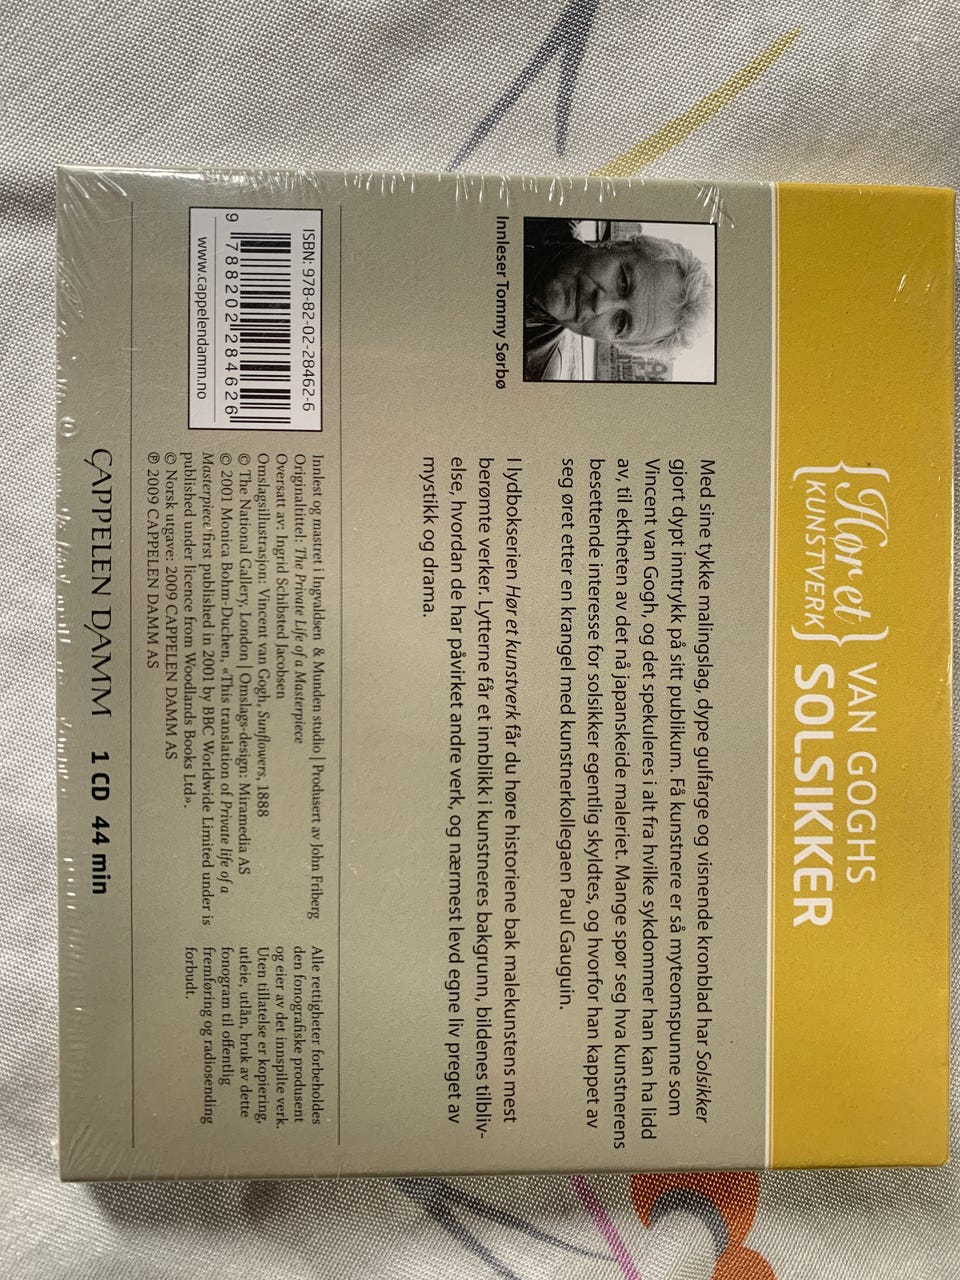 {Hør et}
{KUNSTVERK}
VAN GOGHS
SOLSIKKER
Innleser Tommy Sørbø
Med sine tykke malingslag, dype gulfarge og visnende kronblad har Solsikker
gjort dypt inntrykk på sitt publikum. Få kunstnere er så myteomspunne som
Vincent van Gogh, og det spekuleres i alt fra hvilke sykdommer han kan ha lidd
av, til ektheten av det nå japanskeide maleriet. Mange spør seg hva kunstnerens
besettende interesse for solsikker egentlig skyldtes, og hvorfor han kappet av
seg øret etter en krangel med kunstnerkollegaen Paul Gauguin.
I lydbokserien Hør et kunstverk får du høre historiene bak malekunstens mest
berømte verker. Lytterne får et innblikk i kunstneres bakgrunn, bildenes tilbliv-
else, hvordan de har påvirket andre verk, og nærmest levd egne liv preget av
mystikk og drama.
ISBN: 978-82-02-28462-6
9 788202 284626
www.cappelendamm.no
Innlest og mastret i Ingvaldsen & Munden studio | Produsert av John Friberg
Originaltittel: The Private Life of a Masterpiece
Oversatt av: Ingrid Schibsted Jacobsen
Omslagsillustrasjon: Vincent van Gogh, Sunflowers, 1888
© The National Gallery, London | Omslags-design: Miramedia AS
© 2001 Monica Bohm-Duchen, «This translation of Private life of a
Masterpiece first published in 2001 by BBC Worldwide Limited under is
published under licence from Woodlands Books Ltd».
© Norsk utgave: 2009 CAPPELEN DAMM AS
℗ 2009 CAPPELEN DAMM AS
Alle rettigheter forbeholdes
den fonografiske produsent
og eier av det innspilte verk.
Uten tillatelse er kopiering,
utleie, utlån, bruk av dette
fonogram til offentlig
fremføring og radiosending
forbudt.
CAPPELEN DAMM 1 CD 44 min